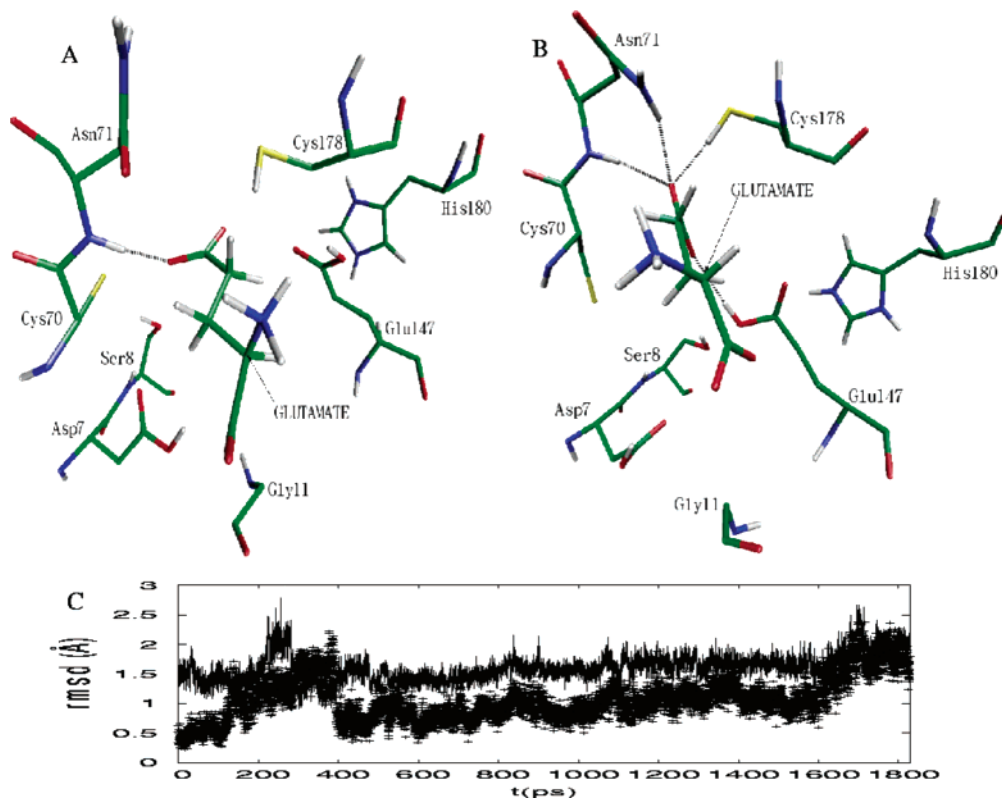 A
Asn71
Cys178
His180
Cys70
Ser8
Glu147
GLUTAMATE
Asp7
Gly11
B
Asn71
Cys178
GLUTAMATE
Cys70
His180
Ser8
Asp7
Glu147
Gly11
C
rmsd(Å)
3
2.5
2
1.5
1
0.5
0
0 200 400 600 800 1000 1200 1400 1600 1800
t(ps)